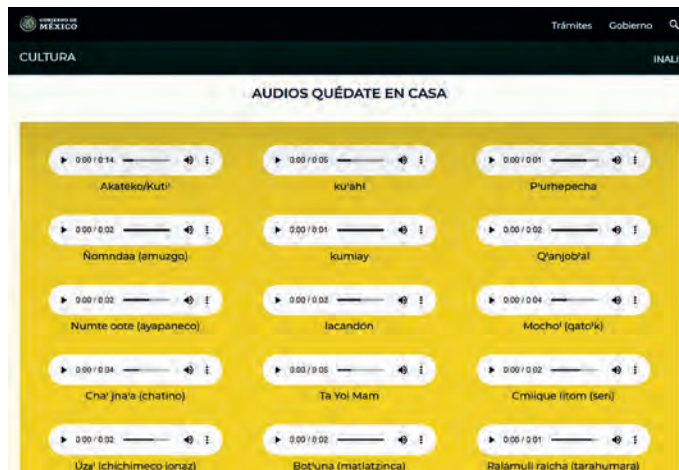 GOBIERNO DE
MÉXICO
Trámites Gobierno
CULTURA
INALI
AUDIOS QUÉDATE EN CASA
0:00 / 0:14
0:00 / 0:05
0:00 / 0:01
Akateko/Kuti'
ku'ahl
P'urhepecha
0:00 / 0:02
0:00 / 0:01
0:00 / 0:02
Ñomndaa (amuzgo)
kumiay
Q'anjob'al
0:00 / 0:02
0:00 / 0:03
0:00 / 0:04
Numte oote (ayapaneco)
lacandón
Mocho' (qato'k)
0:00 / 0:04
0:00 / 0:05
0:00 / 0:02
Cha' jna'a (chatino)
Ta Yol Mam
Cmiique iitom (seri)
0:00 / 0:02
0:00 / 0:02
0:00 / 0:01
Úza' (chichimeco jonaz)
Bot'una (matlatzinca)
Ralámuli raicha (tarahumara)